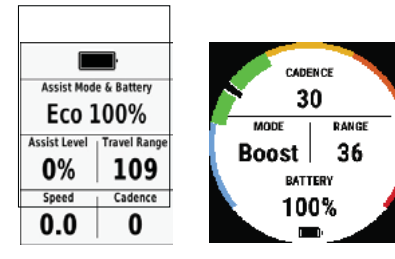 Assist Mode & Battery
Eco 100%
Assist Level Travel Range
0% 109
Speed Cadence
0.0 0
CADENCE
30
MODE RANGE
Boost 36
BATTERY
100%